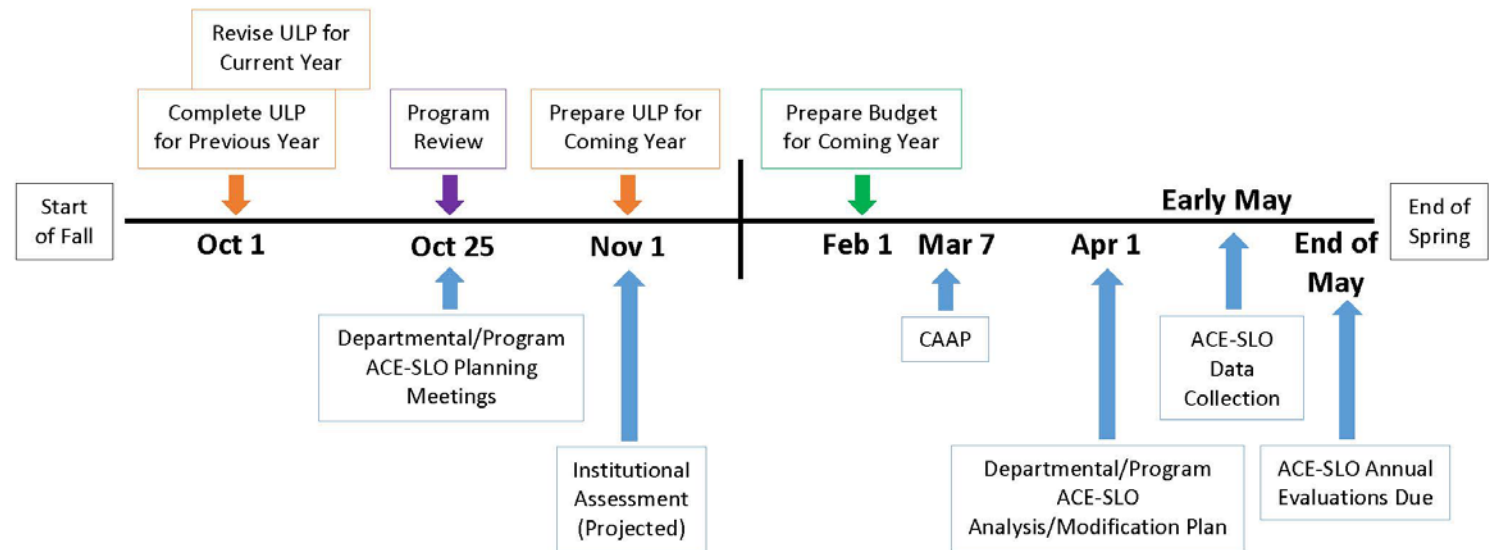 Revise ULP for
Current Year
Complete ULP
for Previous Year
Program
Review
Prepare ULP for
Coming Year
Prepare Budget
for Coming Year
Start
of Fall
Early May
End of
Spring
Oct 1
Oct 25
Nov 1
Feb 1
Mar 7
Apr 1
End of
May
Departmental/Program
ACE-SLO Planning
Meetings
CAAP
ACE-SLO
Data
Collection
Institutional
Assessment
(Projected)
Departmental/Program
ACE-SLO
Analysis/Modification Plan
ACE-SLO Annual
Evaluations Due